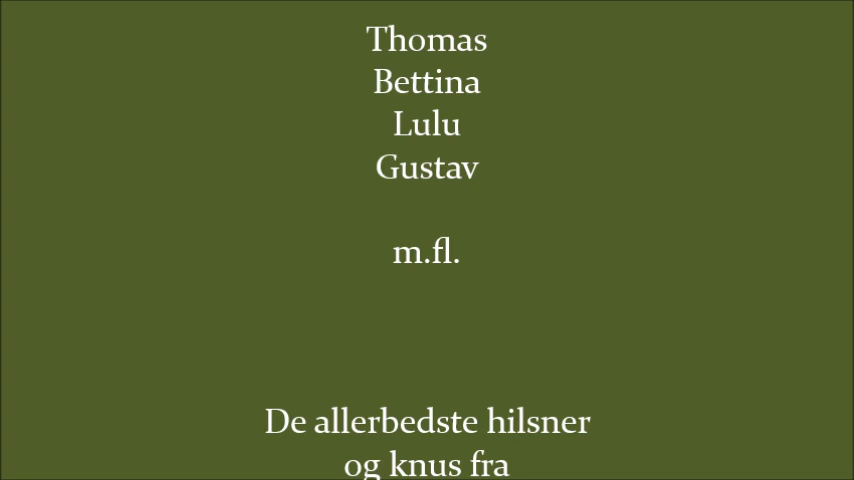 Thomas
Bettina
Lulu
Gustav
m.fl.
De allerbedste hilsner
og knus fra